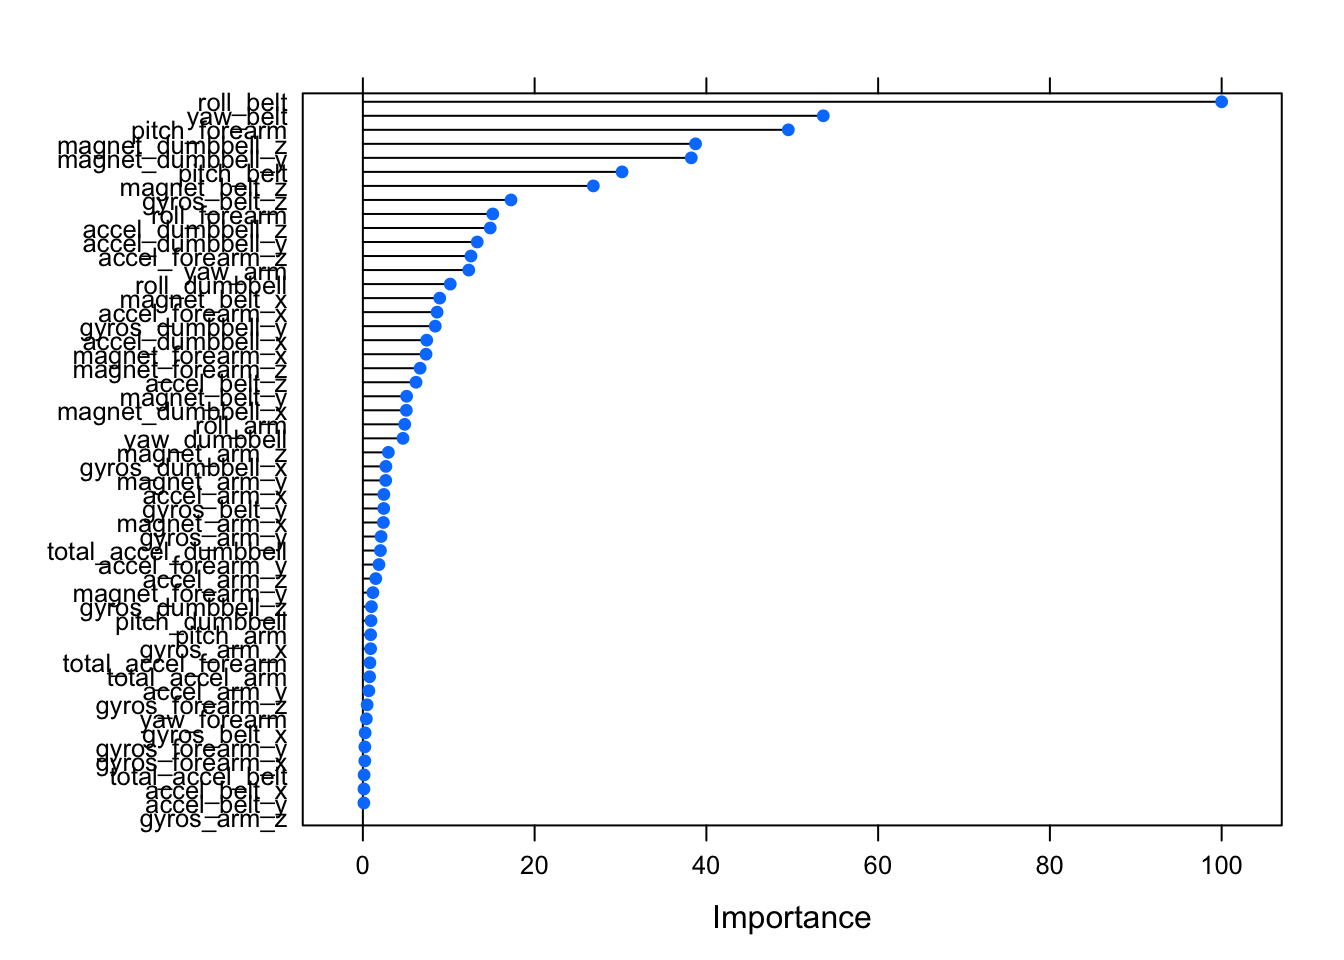 roll_belt
yaw_belt
pitch_forearm
magnet_dumbbell_z
magnet_dumbbell_y
pitch_belt
magnet_belt_z
gyros_belt_z
roll_forearm
accel_dumbbell_z
accel_dumbbell_y
accel_forearm_z
yaw_arm
roll_dumbbell
magnet_belt_x
accel_forearm_x
gyros_dumbbell_y
accel_dumbbell_x
magnet_forearm_x
magnet_forearm_z
accel_belt_z
magnet_belt_y
magnet_dumbbell_x
roll_arm
yaw_dumbbell
magnet_arm_z
gyros_dumbbell_x
magnet_arm_y
accel_arm_x
gyros_belt_y
magnet_arm_x
gyros_arm_y
total_accel_dumbbell
accel_forearm_y
accel_arm_z
magnet_forearm_y
gyros_dumbbell_z
pitch_dumbbell
pitch_arm
gyros_arm_x
total_accel_forearm
total_accel_arm
accel_arm_y
gyros_forearm_z
yaw_forearm
gyros_belt_x
gyros_forearm_y
gyros_forearm_x
total_accel_belt
accel_belt_x
accel_belt_y
gyros_arm_z
0 20 40 60 80 100
Importance